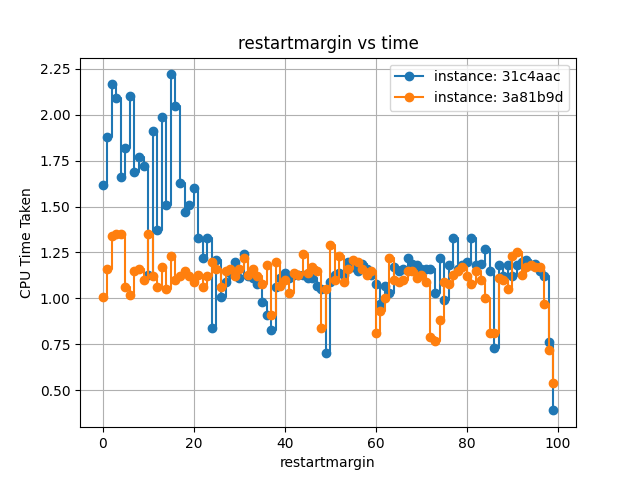 restartmargin vs time
instance: 31c4aac
instance: 3a81b9d
CPU Time Taken
2.25
2.00
1.75
1.50
1.25
1.00
0.75
0.50
0
20
40
60
80
100
restartmargin